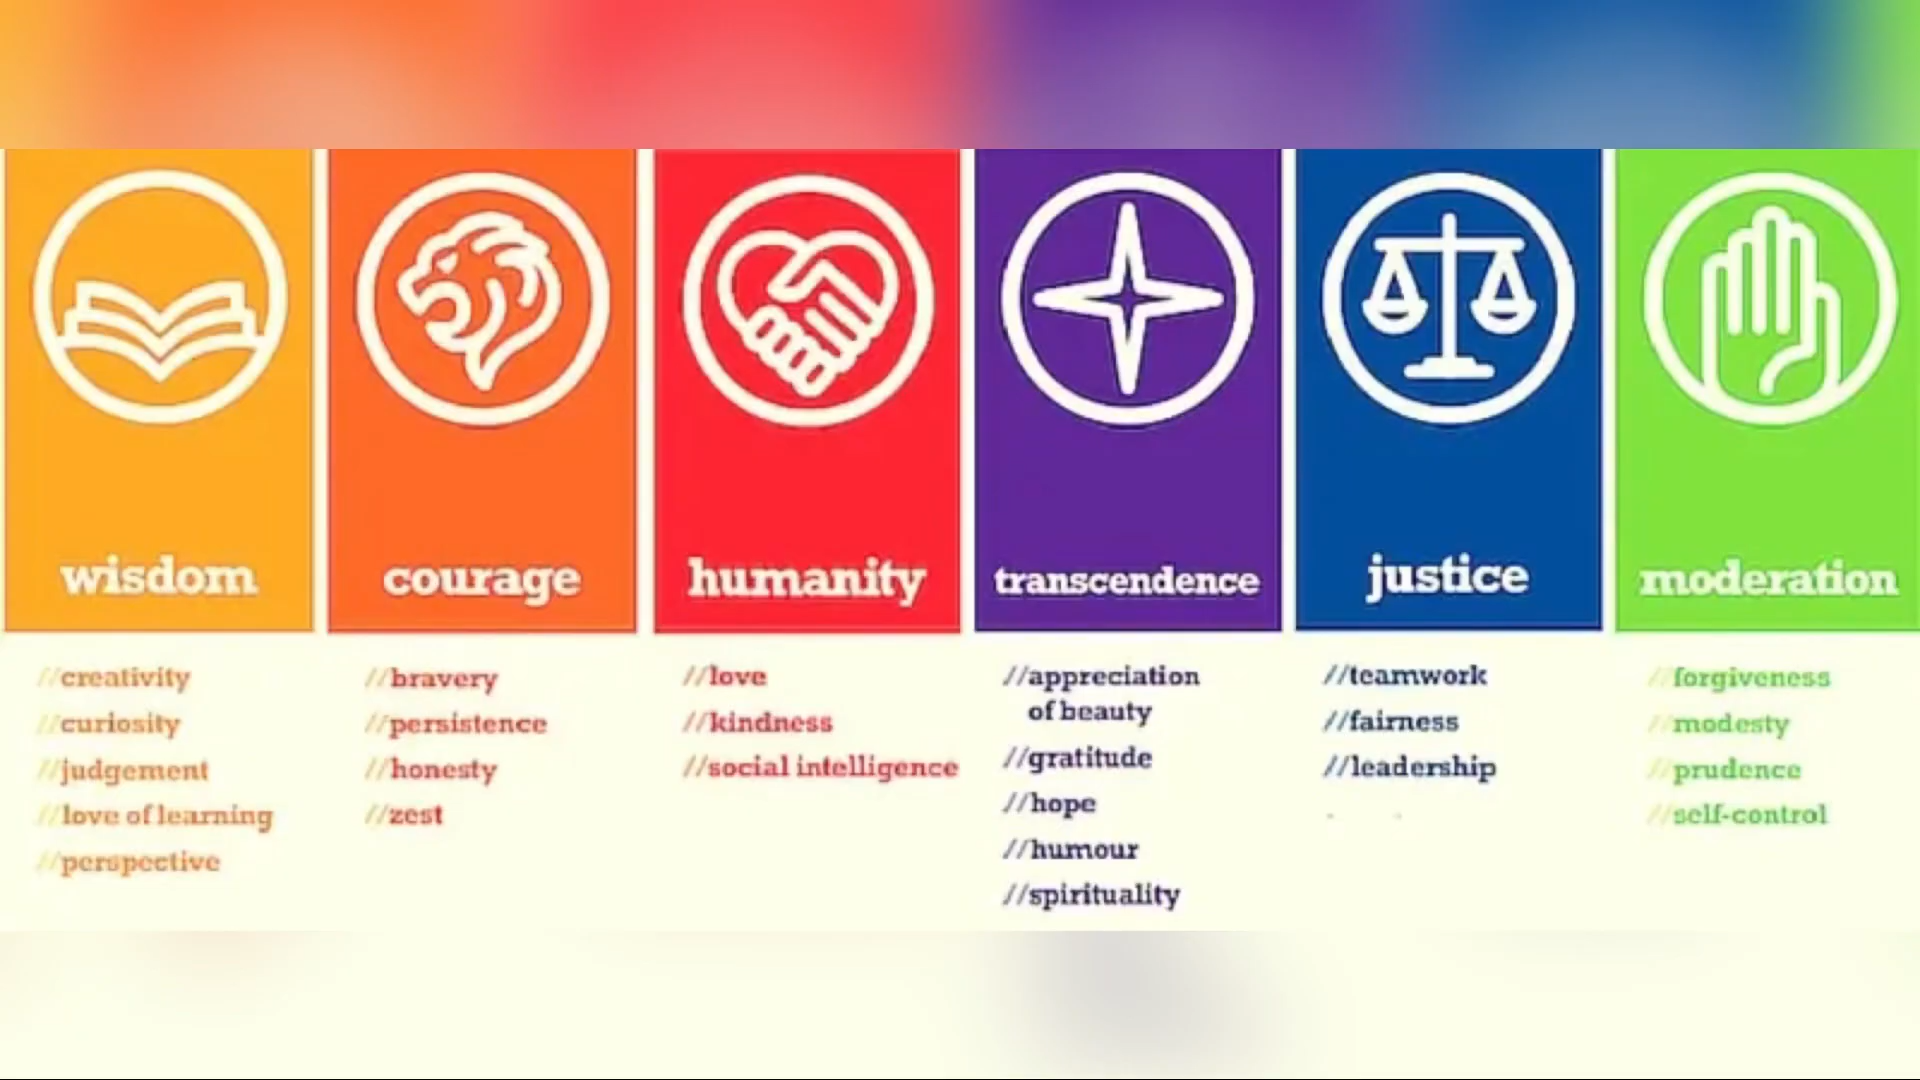 wisdom
//creativity
//curiosity
//judgement
//love of learning
//perspective
courage
//bravery
//persistence
//honesty
//zest
humanity
//love
//kindness
//social intelligence
transcendence
//appreciation
of beauty
//gratitude
//hope
//humour
//spirituality
justice
//teamwork
//fairness
//leadership
moderation
//forgiveness
//modesty
//prudence
//self-control